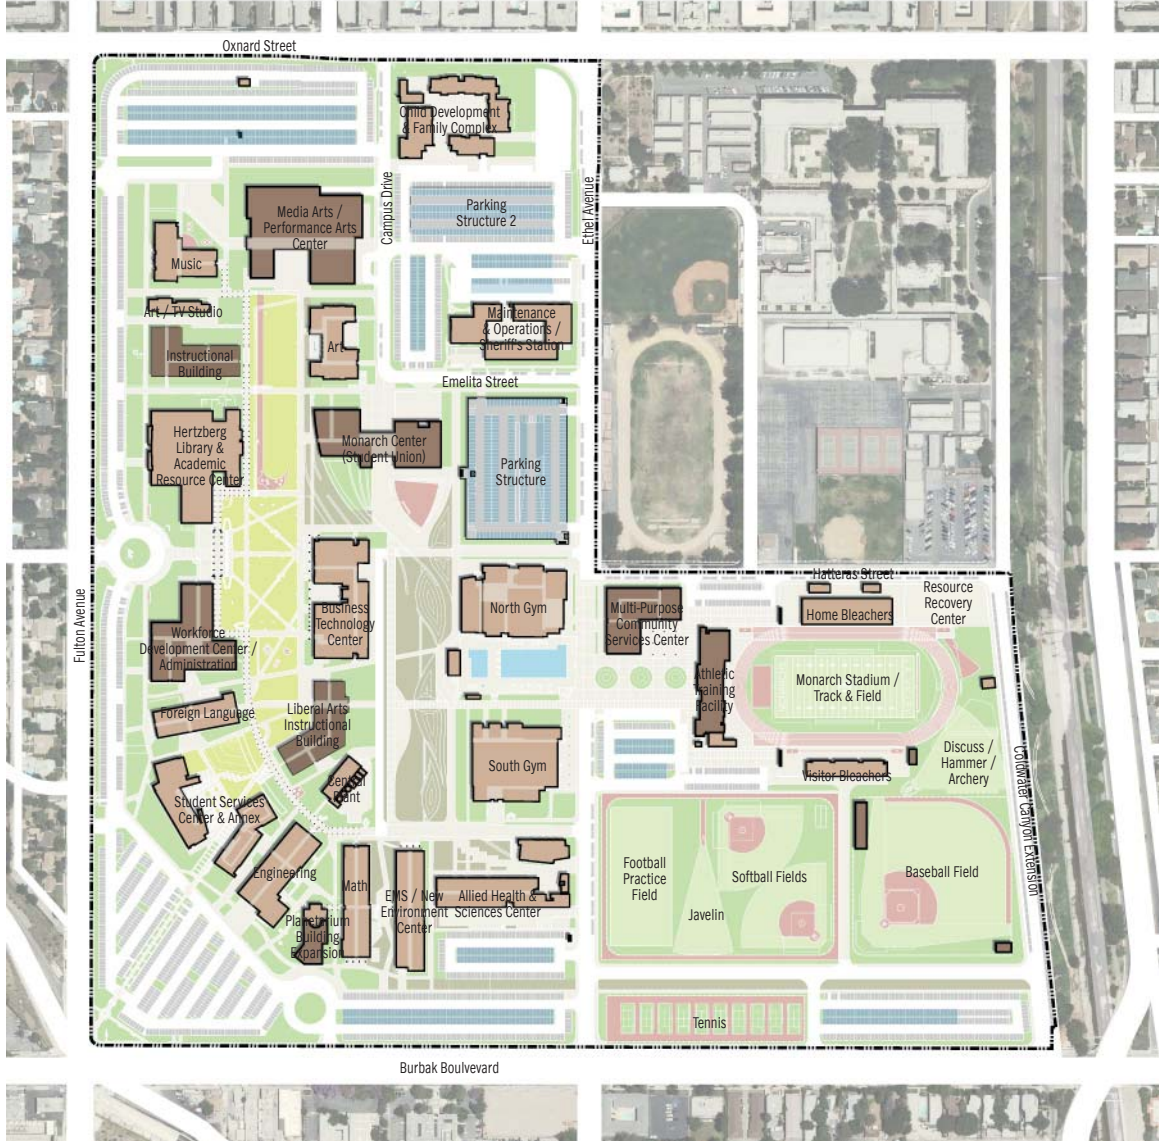 Oxnard Street
Child Development
& Family Complex
Campus Drive
Ethel Avenue
Parking
Structure 2
Media Arts /
Performance Arts
Center
Music
Art / TV Studio
Maintenance
& Operations /
Sheriff's Station
Art
Instructional
Building
Emelita Street
Hertzberg
Library &
Academic
Resource Center
Monarch Center
(Student Union)
Parking
Structure
Fulton Avenue
Hatteras Street
Resource
Recovery
Center
Home Bleachers
North Gym
Multi-Purpose
Community
Services Center
Business
Technology
Center
Workforce
Development Center /
Administration
Athletic
Training
Facility
Monarch Stadium /
Track & Field
Foreign Language
Liberal Arts
Instructional
Building
Discuss /
Hammer /
Archery
Coldwater Canyon Extension
South Gym
Visitor Bleachers
Central
Plant
Student Services
Center & Annex
Engineering
Math
EMS / New
Environment
Center
Allied Health &
Sciences Center
Planetarium
Building
Expansion
Football
Practice
Field
Softball Fields
Javelin
Baseball Field
Tennis
Burbak Boulvevard